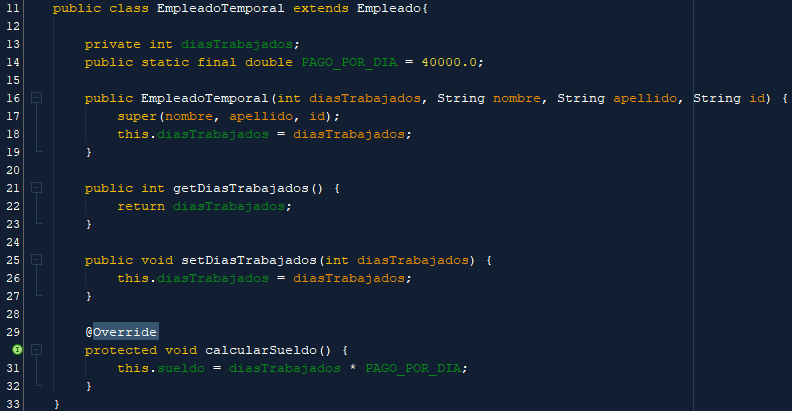 11 public class EmpleadoTemporal extends Empleado{
12
13 private int diasTrabajados;
14 public static final double PAGO_POR_DIA = 40000.0;
15
16 public EmpleadoTemporal(int diasTrabajados, String nombre, String apellido, String id) {
17 super(nombre, apellido, id);
18 this.diasTrabajados = diasTrabajados;
19 }
20
21 public int getDiasTrabajados() {
22 return diasTrabajados;
23 }
24
25 public void setDiasTrabajados(int diasTrabajados) {
26 this.diasTrabajados = diasTrabajados;
27 }
28
29 @Override
protected void calcularSueldo() {
31 this.sueldo = diasTrabajados * PAGO_POR_DIA;
32 }
33 }